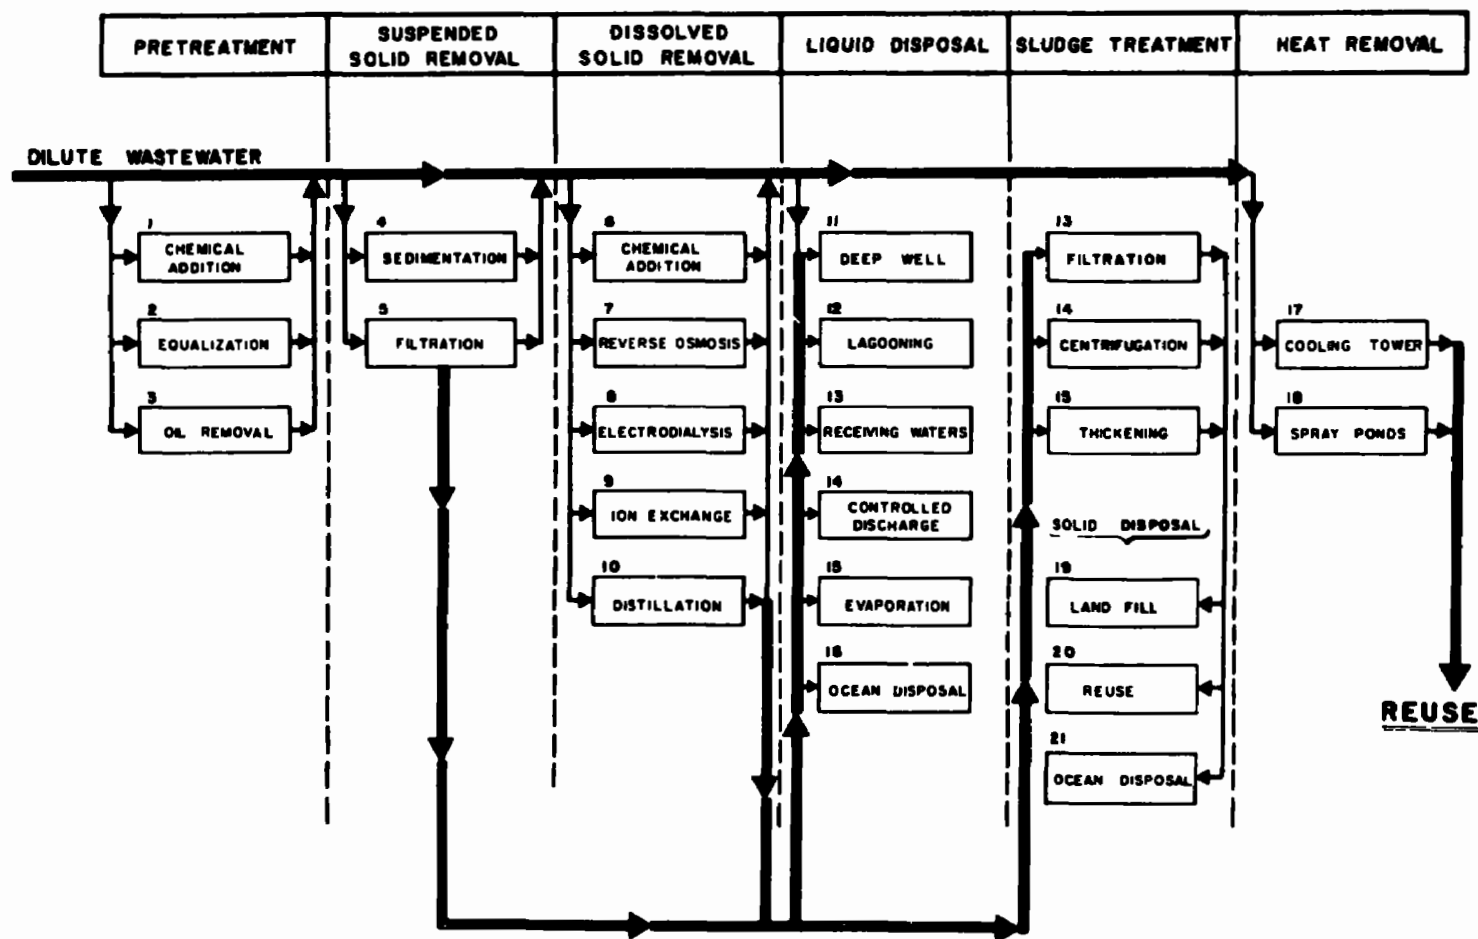 PRETREATMENT
SUSPENDED
SOLID REMOVAL
DISSOLVED
SOLID REMOVAL
LIQUID DISPOSAL
SLUDGE TREATMENT
HEAT REMOVAL
DILUTE WASTEWATER
1
CHEMICAL
ADDITION
2
EQUALIZATION
3
OIL REMOVAL
4
SEDIMENTATION
5
FILTRATION
6
CHEMICAL
ADDITION
7
REVERSE OSMOSIS
8
ELECTRODIALYSIS
9
ION EXCHANGE
10
DISTILLATION
11
DEEP WELL
12
LAGOONING
13
RECEIVING WATERS
14
CONTROLLED
DISCHARGE
15
EVAPORATION
16
OCEAN DISPOSAL
13
FILTRATION
14
CENTRIFUGATION
15
THICKENING
SOLID DISPOSAL
19
LAND FILL
20
REUSE
21
OCEAN DISPOSAL
17
COOLING TOWER
18
SPRAY PONDS
REUSE